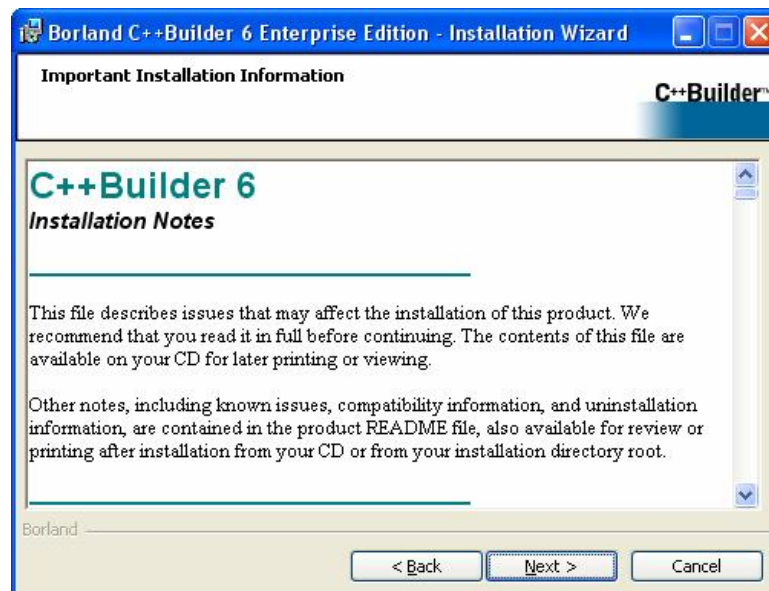 Borland C++Builder 6 Enterprise Edition - Installation Wizard
Important Installation Information
C++Builder™
C++Builder 6
Installation Notes
This file describes issues that may affect the installation of this product. We
recommend that you read it in full before continuing. The contents of this file are
available on your CD for later printing or viewing.
Other notes, including known issues, compatibility information, and uninstallation
information, are contained in the product README file, also available for review or
printing after installation from your CD or from your installation directory root.
Borland
< Back
Next >
Cancel